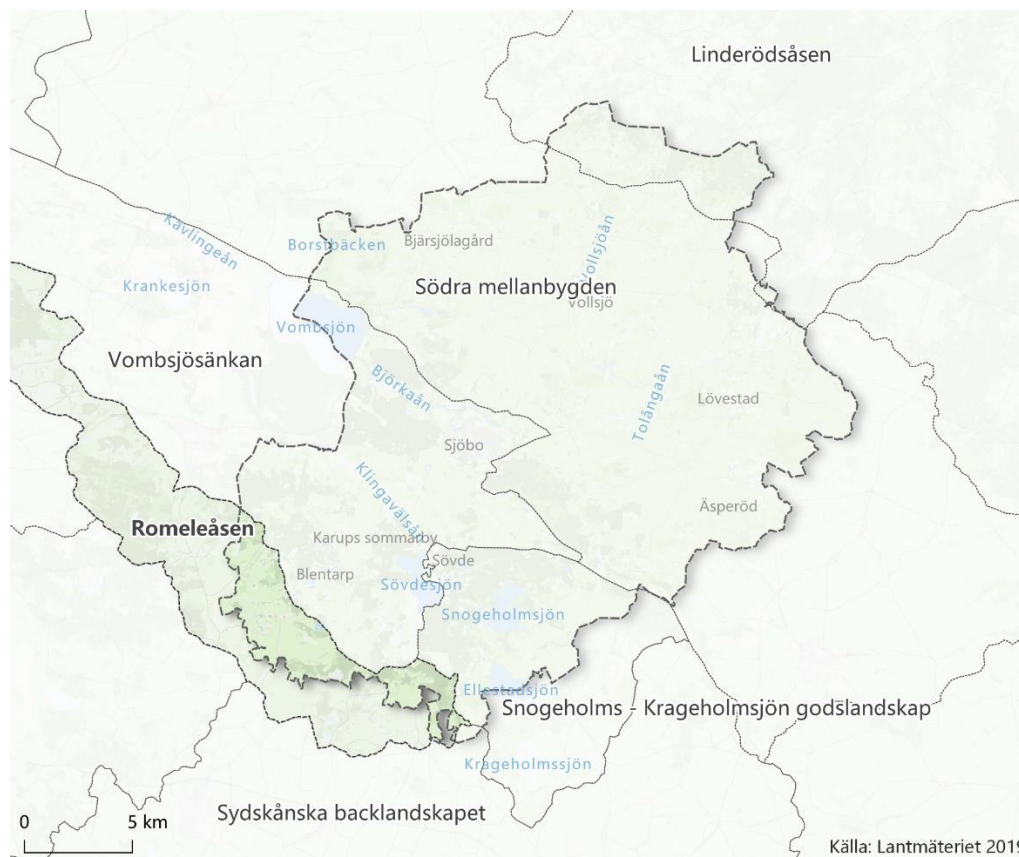 Linderödsåsen
Kävlingeån
Borstbäcken
Bjärsjölagård
Vollsjöån
Krankesjön
Södra mellanbygden
Vollsjö
Vombsjön
Vombsjösänkan
Björkaån
Tolångaån
Lövestad
Sjöbo
Klingavälsån
Äsperöd
Romeleåsen
Karups sommarby
Sövde
Blentarp
Sövdesjön
Snogeholmsjön
Ellestadsjön
Snogeholms - Krageholmsjön godslandskap
Krageholmssjön
Sydskånska backlandskapet
0 5 km
Källa: Lantmäteriet 2019